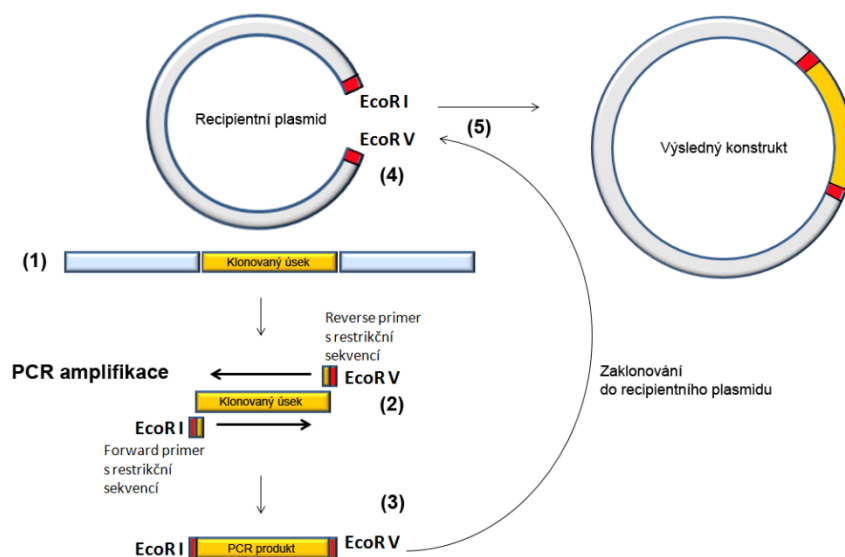 EcoR I
Recipientní plasmid
EcoR V
(4)
(5)
Výsledný konstrukt
(1)
Klonovaný úsek
Reverse primer
s restrikční
sekvencí
PCR amplifikace
EcoR V
Klonovaný úsek
(2)
EcoR I
Forward primer
s restrikční
sekvencí
Zaklonování
do recipientního plasmidu
(3)
EcoR I
PCR produkt
EcoR V